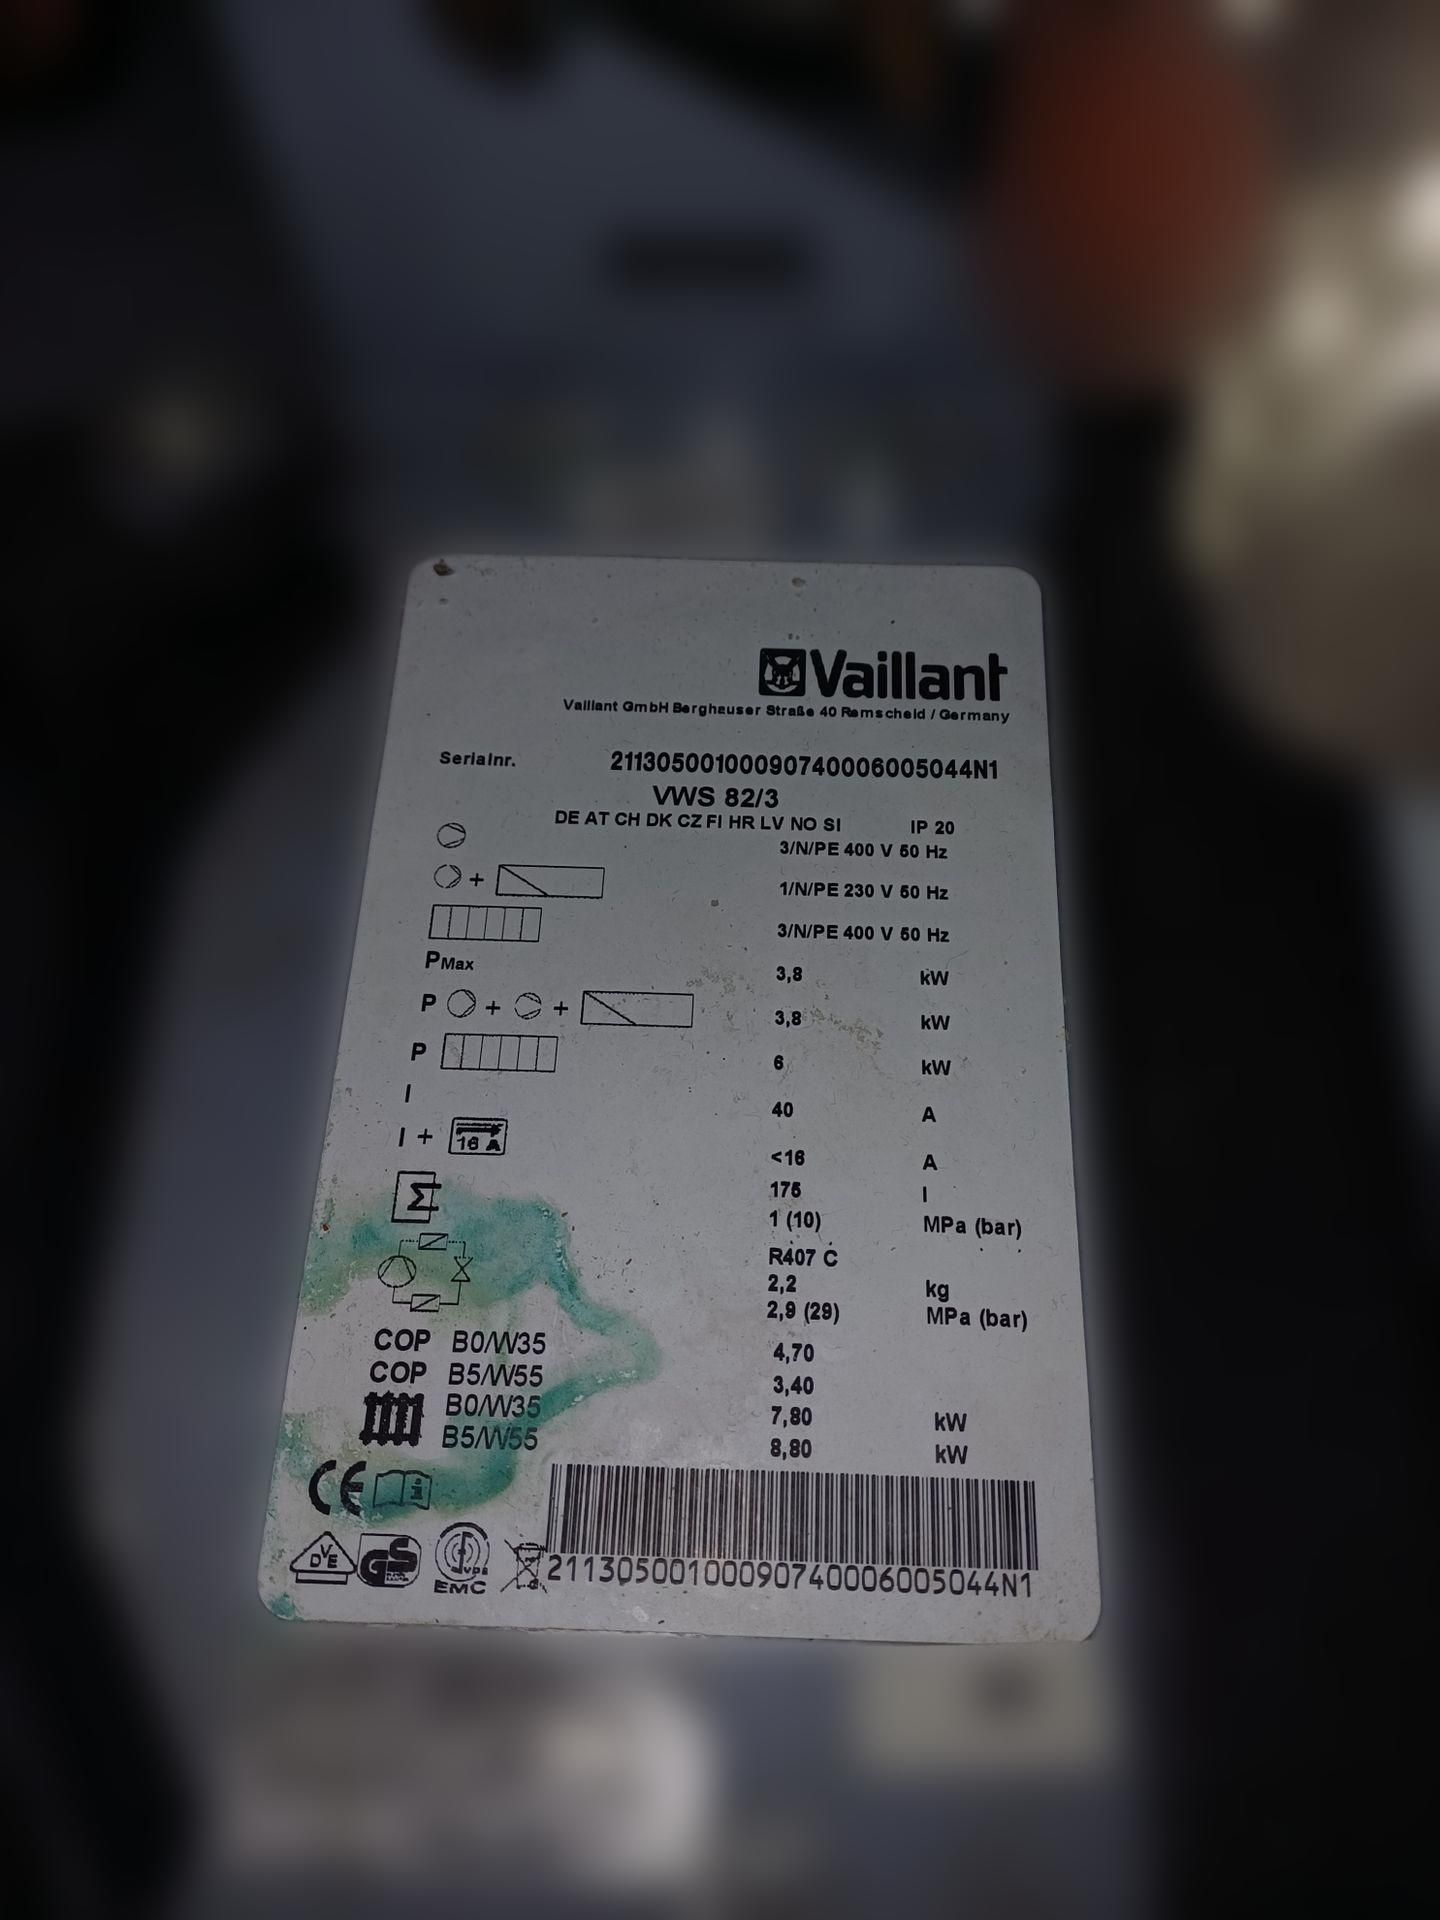 Vaillant
Vaillant GmbH Berghauser Straße 40 Remscheid / Germany
Serialnr. 21130500100090740006005044N1
VWS 82/3
DE AT CH DK CZ FI HR LV NO SI IP 20
3/N/PE 400 V 50 Hz
+ 1/N/PE 230 V 50 Hz
3/N/PE 400 V 50 Hz
PMax 3,8 kW
P + + 3,8 kW
P 6 kW
I 40 A
I + 16 A <16 A
175 l
Σ 1 (10) MPa (bar)
R407 C
2,2 kg
2,9 (29) MPa (bar)
COP B0/W35 4,70
COP B5/W55 3,40
B0/W35 7,80 kW
B5/W55 8,80 kW
CE i
DVE GS VDE EMC
21130500100090740006005044N1